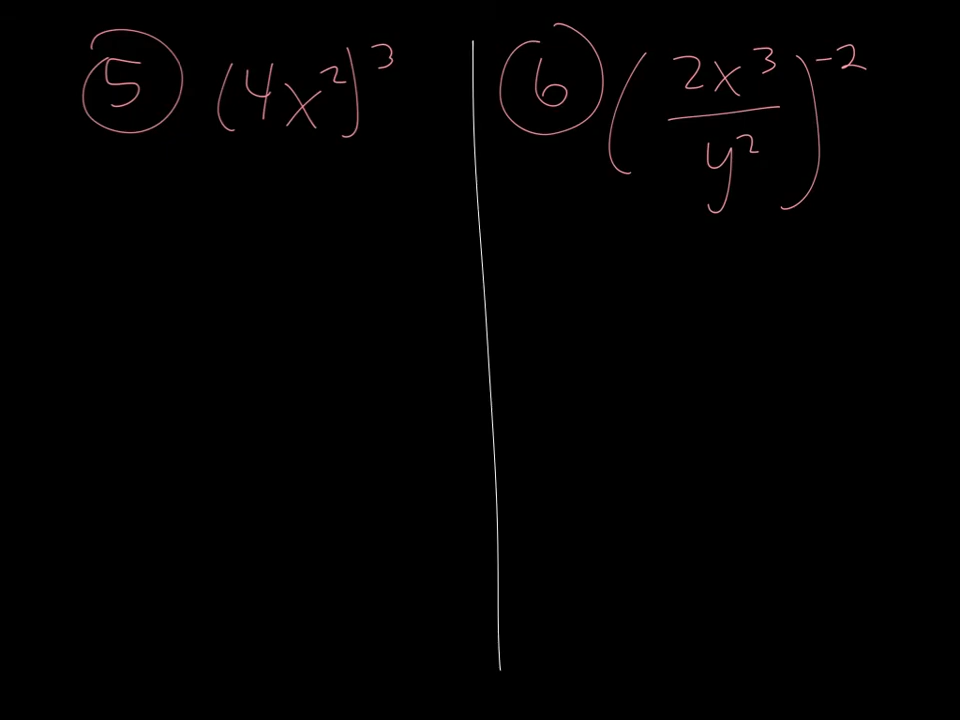 ⑤ (4x²)³
⑥ (2x³/y²)⁻²